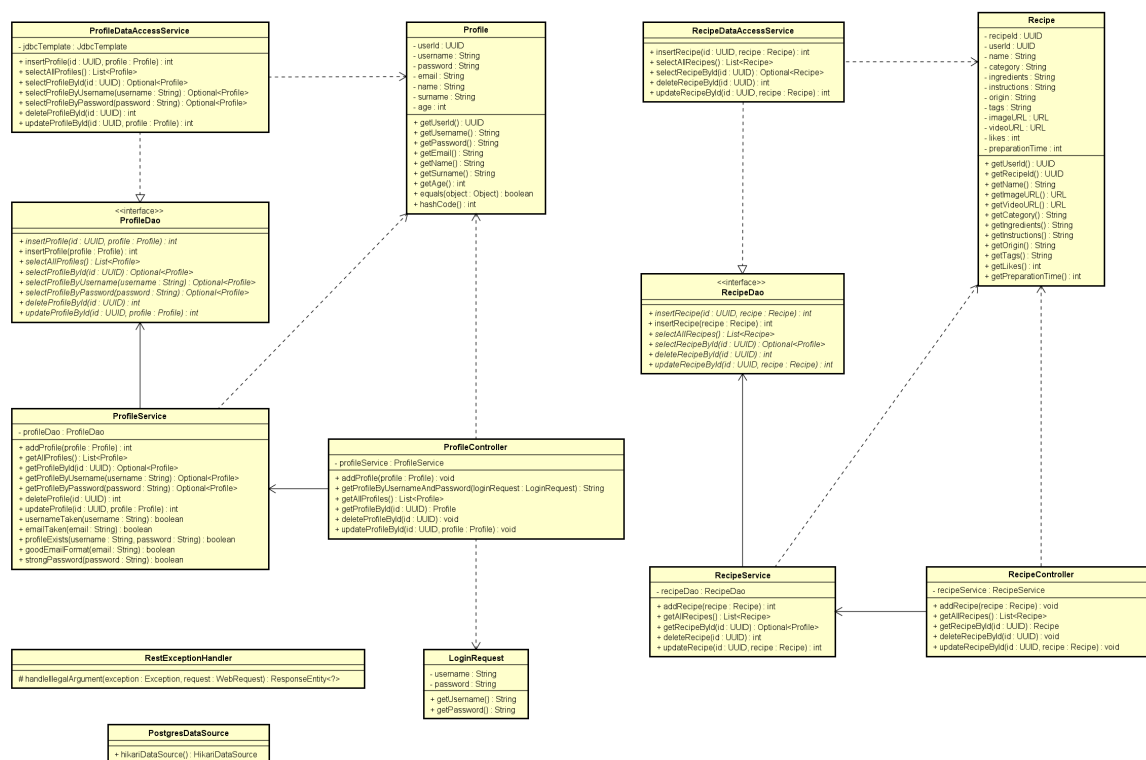 ProfileDataAccessService
- jdbcTemplate : JdbcTemplate
+ insertProfile(id : UUID, profile : Profile) : int
+ selectAllProfiles() : List<Profile>
+ selectProfileById(id : UUID) : Optional<Profile>
+ selectProfileByUsername(username : String) : Optional<Profile>
+ selectProfileByPassword(password : String) : Optional<Profile>
+ deleteProfileById(id : UUID) : int
+ updateProfileById(id : UUID, profile : Profile) : int
Profile
- userId : UUID
- username : String
- password : String
- email : String
- name : String
- surname : String
- age : int
+ getUserId() : UUID
+ getUsername() : String
+ getPassword() : String
+ getEmail() : String
+ getName() : String
+ getSurname() : String
+ getAge() : int
+ equals(object : Object) : boolean
+ hashCode() : int
RecipeDataAccessService
+ insertRecipe(id : UUID, recipe : Recipe) : int
+ selectAllRecipes() : List<Recipe>
+ selectRecipeById(id : UUID) : Optional<Recipe>
+ deleteRecipeById(id : UUID) : int
+ updateRecipeById(id : UUID, recipe : Recipe) : int
Recipe
- recipeId : UUID
- userId : UUID
- name : String
- category : String
- ingredients : String
- instructions : String
- origin : String
- tags : String
- imageURL : URL
- videoURL : URL
- likes : int
- preparationTime : int
+ getUserId() : UUID
+ getRecipeId() : UUID
+ getName() : String
+ getImageURL() : URL
+ getVideoURL() : URL
+ getCategory() : String
+ getIngredients() : String
+ getInstructions() : String
+ getOrigin() : String
+ getTags() : String
+ getLikes() : int
+ getPreparationTime() : int
<<interface>>
ProfileDao
+ insertProfile(id : UUID, profile : Profile) : int
+ insertProfile(profile : Profile) : int
+ selectAllProfiles() : List<Profile>
+ selectProfileById(id : UUID) : Optional<Profile>
+ selectProfileByUsername(username : String) : Optional<Profile>
+ selectProfileByPassword(password : String) : Optional<Profile>
+ deleteProfileById(id : UUID) : int
+ updateProfileById(id : UUID, profile : Profile) : int
<<interface>>
RecipeDao
+ insertRecipe(id : UUID, recipe : Recipe) : int
+ insertRecipe(recipe : Recipe) : int
+ selectAllRecipes() : List<Recipe>
+ selectRecipeById(id : UUID) : Optional<Profile>
+ deleteRecipeById(id : UUID) : int
+ updateRecipeById(id : UUID, recipe : Recipe) : int
ProfileService
- profileDao : ProfileDao
+ addProfile(profile : Profile) : int
+ getAllProfiles() : List<Profile>
+ getProfileById(id : UUID) : Optional<Profile>
+ getProfileByUsername(username : String) : Optional<Profile>
+ getProfileByPassword(password : String) : Optional<Profile>
+ deleteProfile(id : UUID) : int
+ updateProfile(id : UUID, profile : Profile) : int
+ usernameTaken(username : String) : boolean
+ emailTaken(email : String) : boolean
+ profileExists(username : String, password : String) : boolean
+ goodEmailFormat(email : String) : boolean
+ strongPassword(password : String) : boolean
ProfileController
- profileService : ProfileService
+ addProfile(profile : Profile) : void
+ getProfileByUsernameAndPassword(loginRequest : LoginRequest) : String
+ getAllProfiles() : List<Profile>
+ getProfileById(id : UUID) : Profile
+ deleteProfileById(id : UUID) : void
+ updateProfileById(id : UUID, profile : Profile) : void
RecipeService
- recipeDao : RecipeDao
+ addRecipe(recipe : Recipe) : int
+ getAllRecipes() : List<Recipe>
+ getRecipeById(id : UUID) : Optional<Profile>
+ deleteRecipe(id : UUID) : int
+ updateRecipe(id : UUID, recipe : Recipe) : int
RecipeController
- recipeService : RecipeService
+ addRecipe(recipe : Recipe) : void
+ getAllRecipes() : List<Recipe>
+ getRecipeById(id : UUID) : Recipe
+ deleteRecipeById(id : UUID) : void
+ updateRecipeById(id : UUID, recipe : Recipe) : void
RestExceptionHandler
# handleIllegalArgument(exception : Exception, request : WebRequest) : ResponseEntity<?>
LoginRequest
- username : String
- password : String
+ getUsername() : String
+ getPassword() : String
PostgresDataSource
+ hikariDataSource() : HikariDataSource